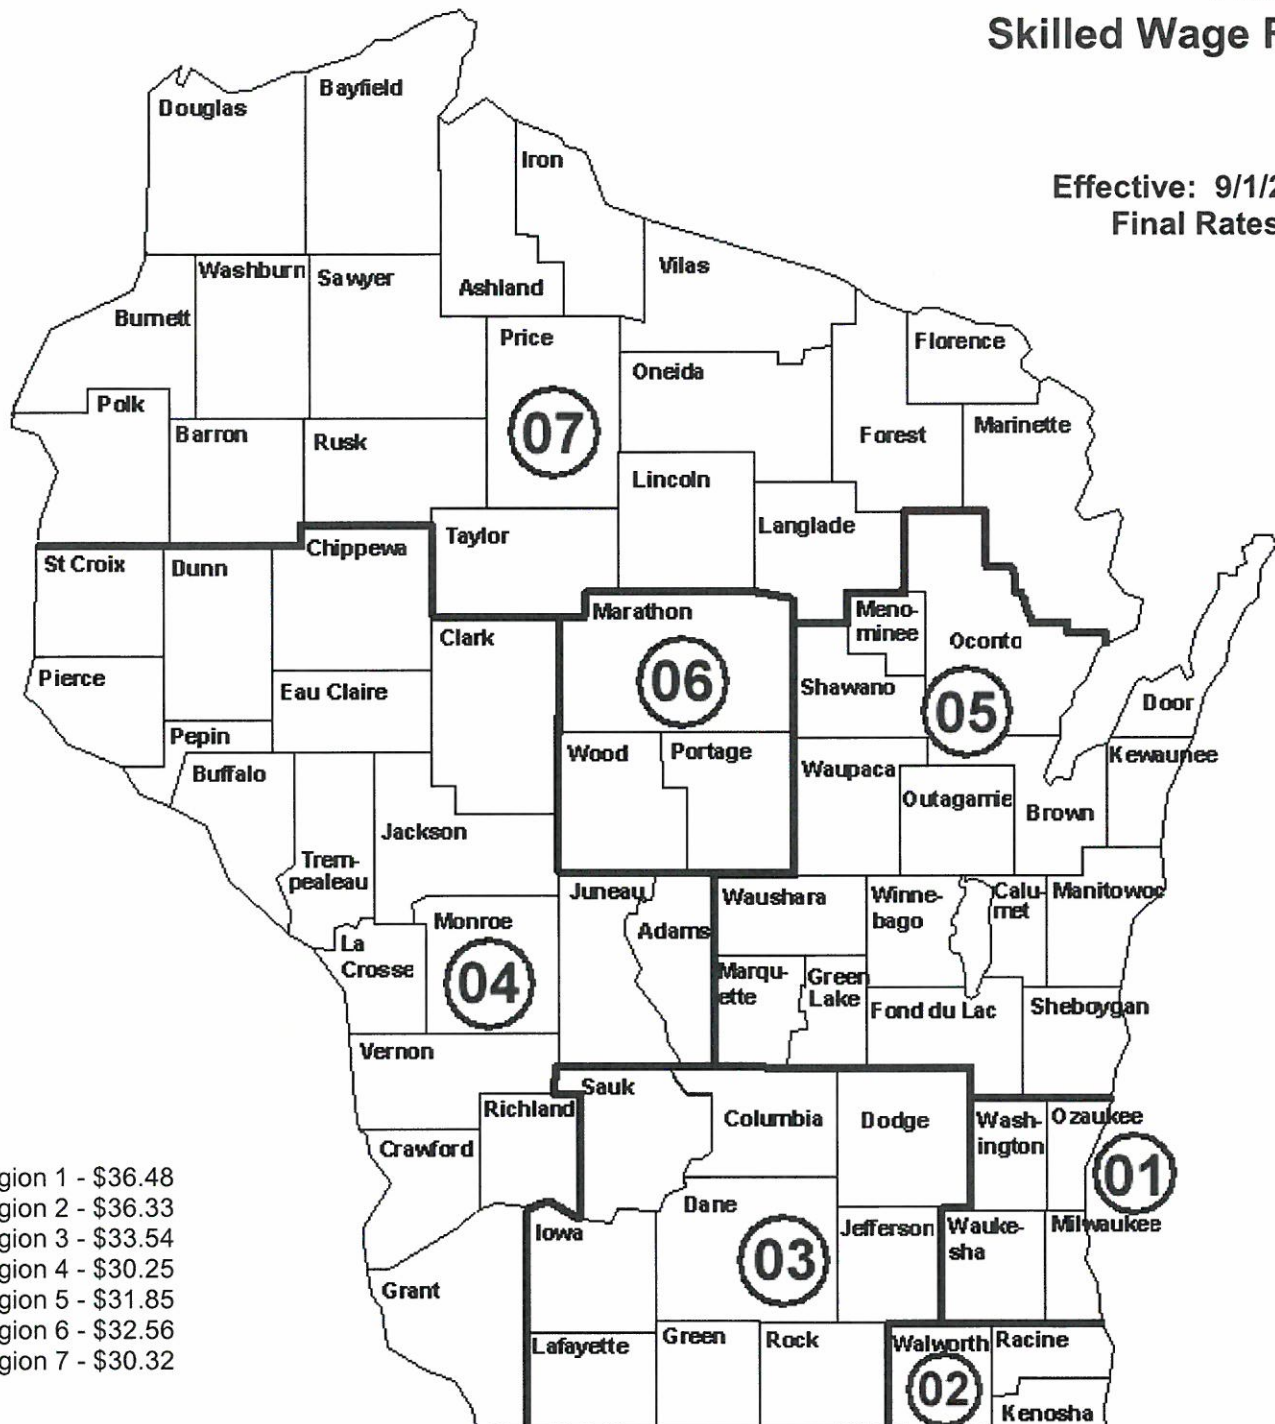 Skilled Wage
Effective: 9/1/2
Final Rates
Douglas
Bayfield
Iron
Washburn
Sawyer
Ashland
Vilas
Burnett
Price
Florence
Oneida
Polk
Barron
Rusk
07
Forest
Marinette
Lincoln
Langlade
Taylor
Chippewa
St Croix
Dunn
Marathon
Meno-
minee
Clark
Oconto
06
Pierce
Eau Claire
Shawano
05
Door
Pepin
Buffalo
Wood
Portage
Waupaca
Kewaunee
Outagamie
Brown
Jackson
Trem-
pealeau
Juneau
Waushara
Winne-
bago
Calu-
met
Manitowoc
Monroe
Adams
La
Crosse
04
Marqu-
ette
Green
Lake
Fond du Lac
Sheboygan
Vernon
Sauk
Richland
Columbia
Dodge
Wash-
ington
Ozaukee
Crawford
01
Dane
Iowa
Jefferson
Wauke-
sha
Milwaukee
03
Grant
Lafayette
Green
Rock
Walworth
Racine
02
Kenosha
gion 1 - $36.48
gion 2 - $36.33
gion 3 - $33.54
gion 4 - $30.25
gion 5 - $31.85
gion 6 - $32.56
gion 7 - $30.32